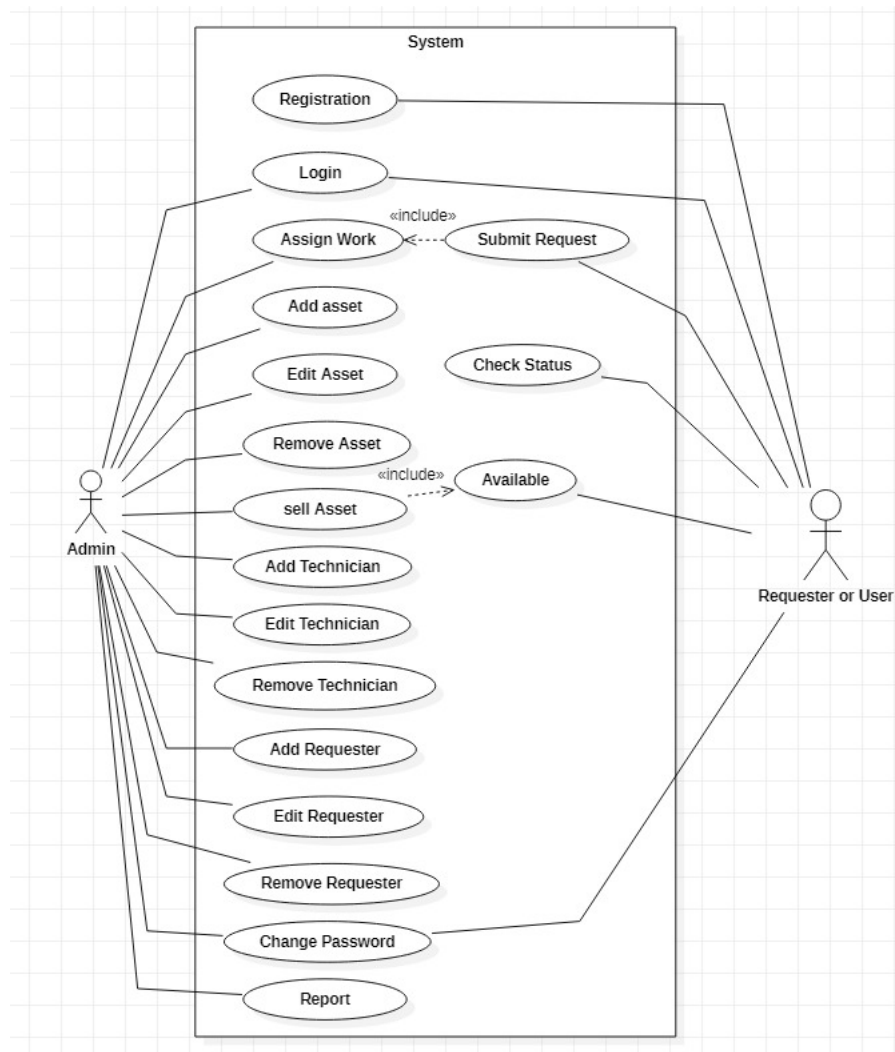 System
Registration
Login
«include»
Assign Work
Submit Request
Add asset
Check Status
Edit Asset
Remove Asset
«include»
Available
sell Asset
Admin
Add Technician
Requester or User
Edit Technician
Remove Technician
Add Requester
Edit Requester
Remove Requester
Change Password
Report